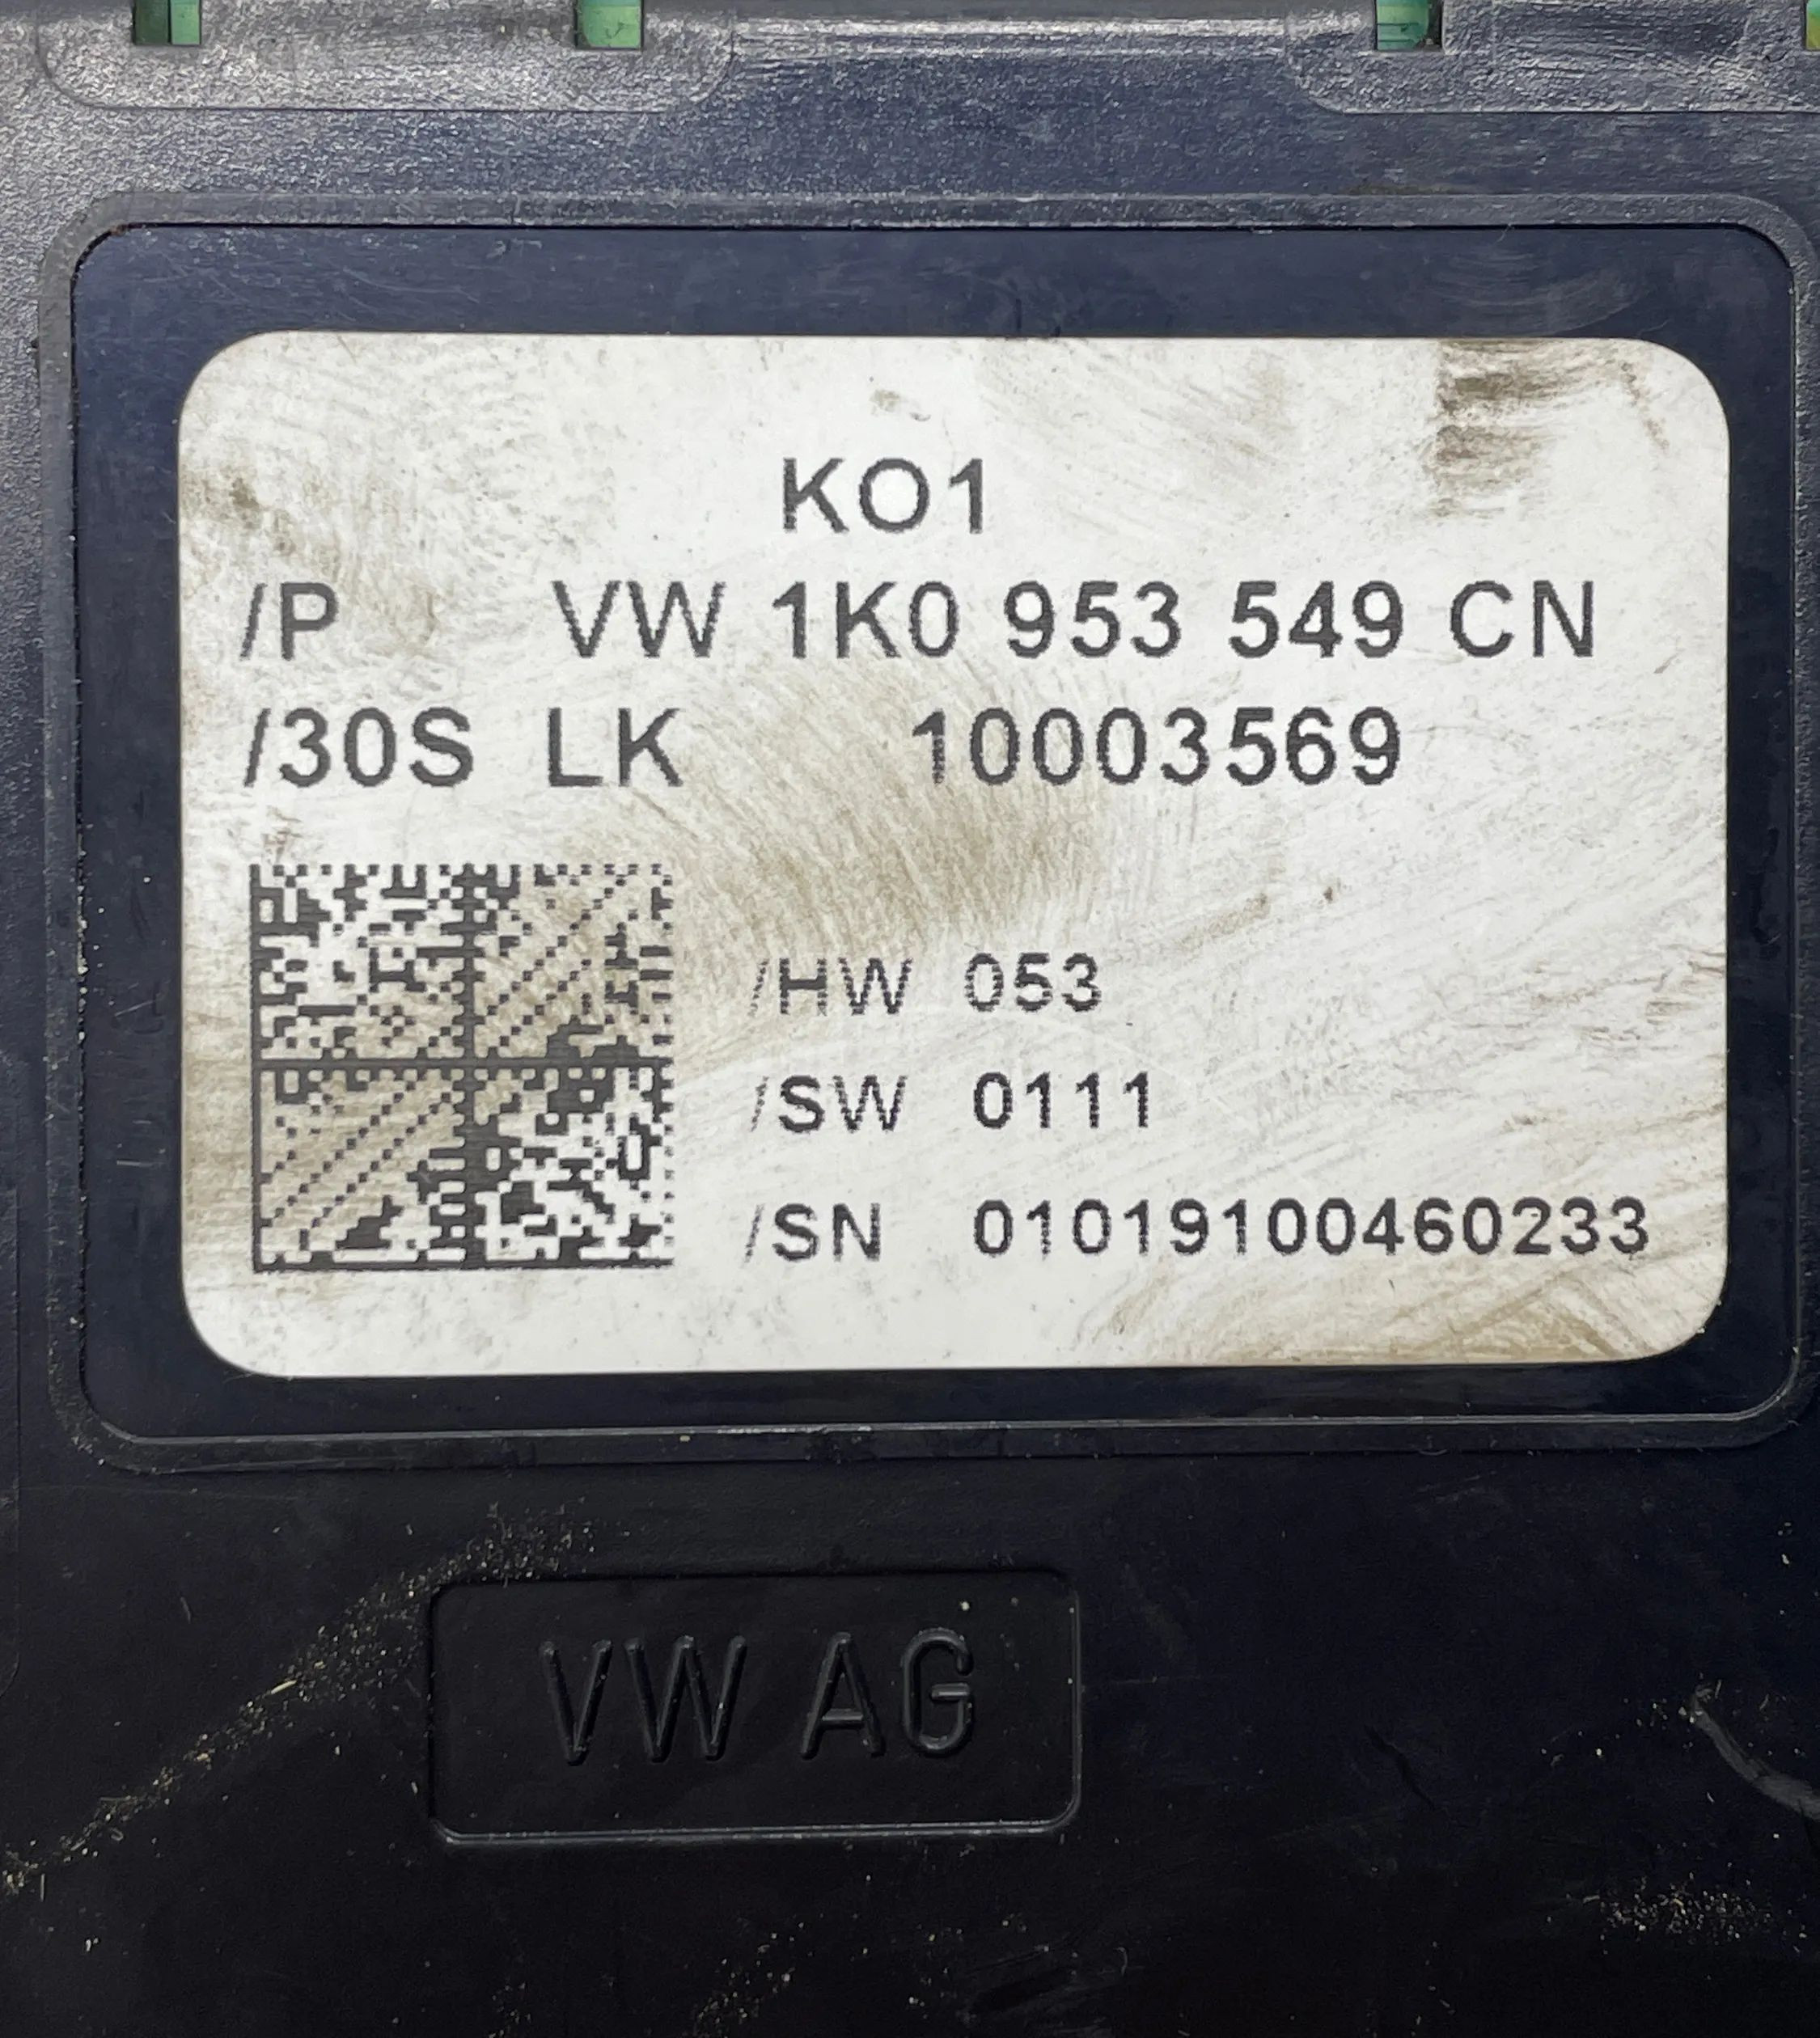 KO1
/P VW 1K0 953 549 CN
/30S LK 10003569
/HW 053
/SW 0111
/SN 01019100460233
VW AG